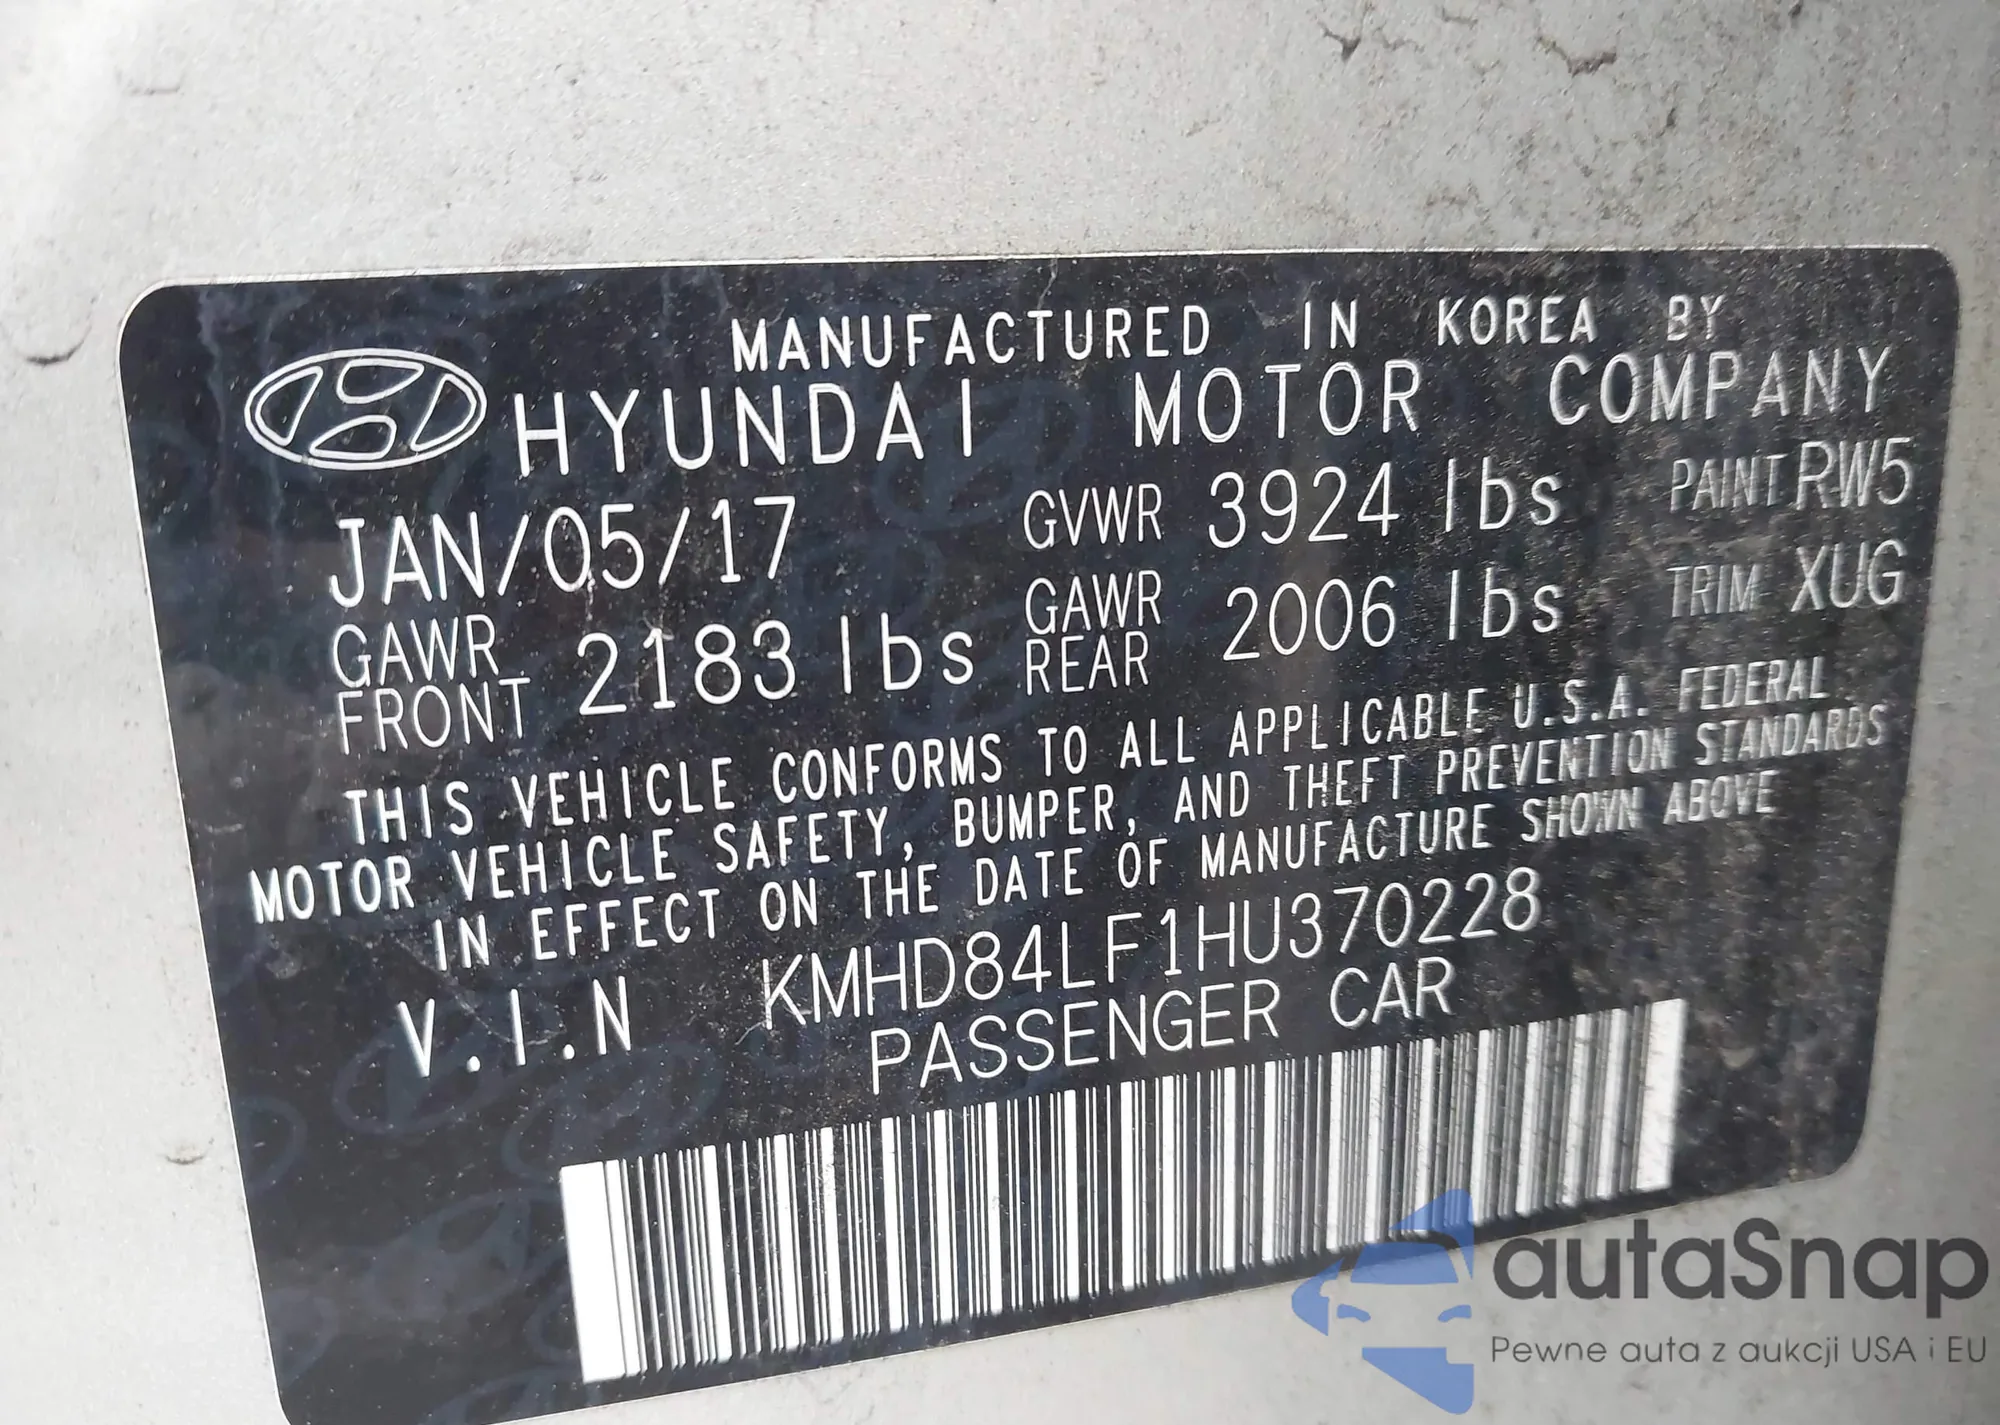 MANUFACTURED IN KOREA BY
HYUNDAI MOTOR COMPANY
JAN/05/17 GVWR 3924 lbs PAINT RW5
GAWR FRONT 2183 lbs GAWR REAR 2006 lbs TRIM XUG
THIS VEHICLE CONFORMS TO ALL APPLICABLE U.S.A. FEDERAL
MOTOR VEHICLE SAFETY, BUMPER, AND THEFT PREVENTION STANDARDS
IN EFFECT ON THE DATE OF MANUFACTURE SHOWN ABOVE
V.I.N KMHD84LF1HU370228
PASSENGER CAR
autaSnap
Pewne auta z aukcji USA i EU